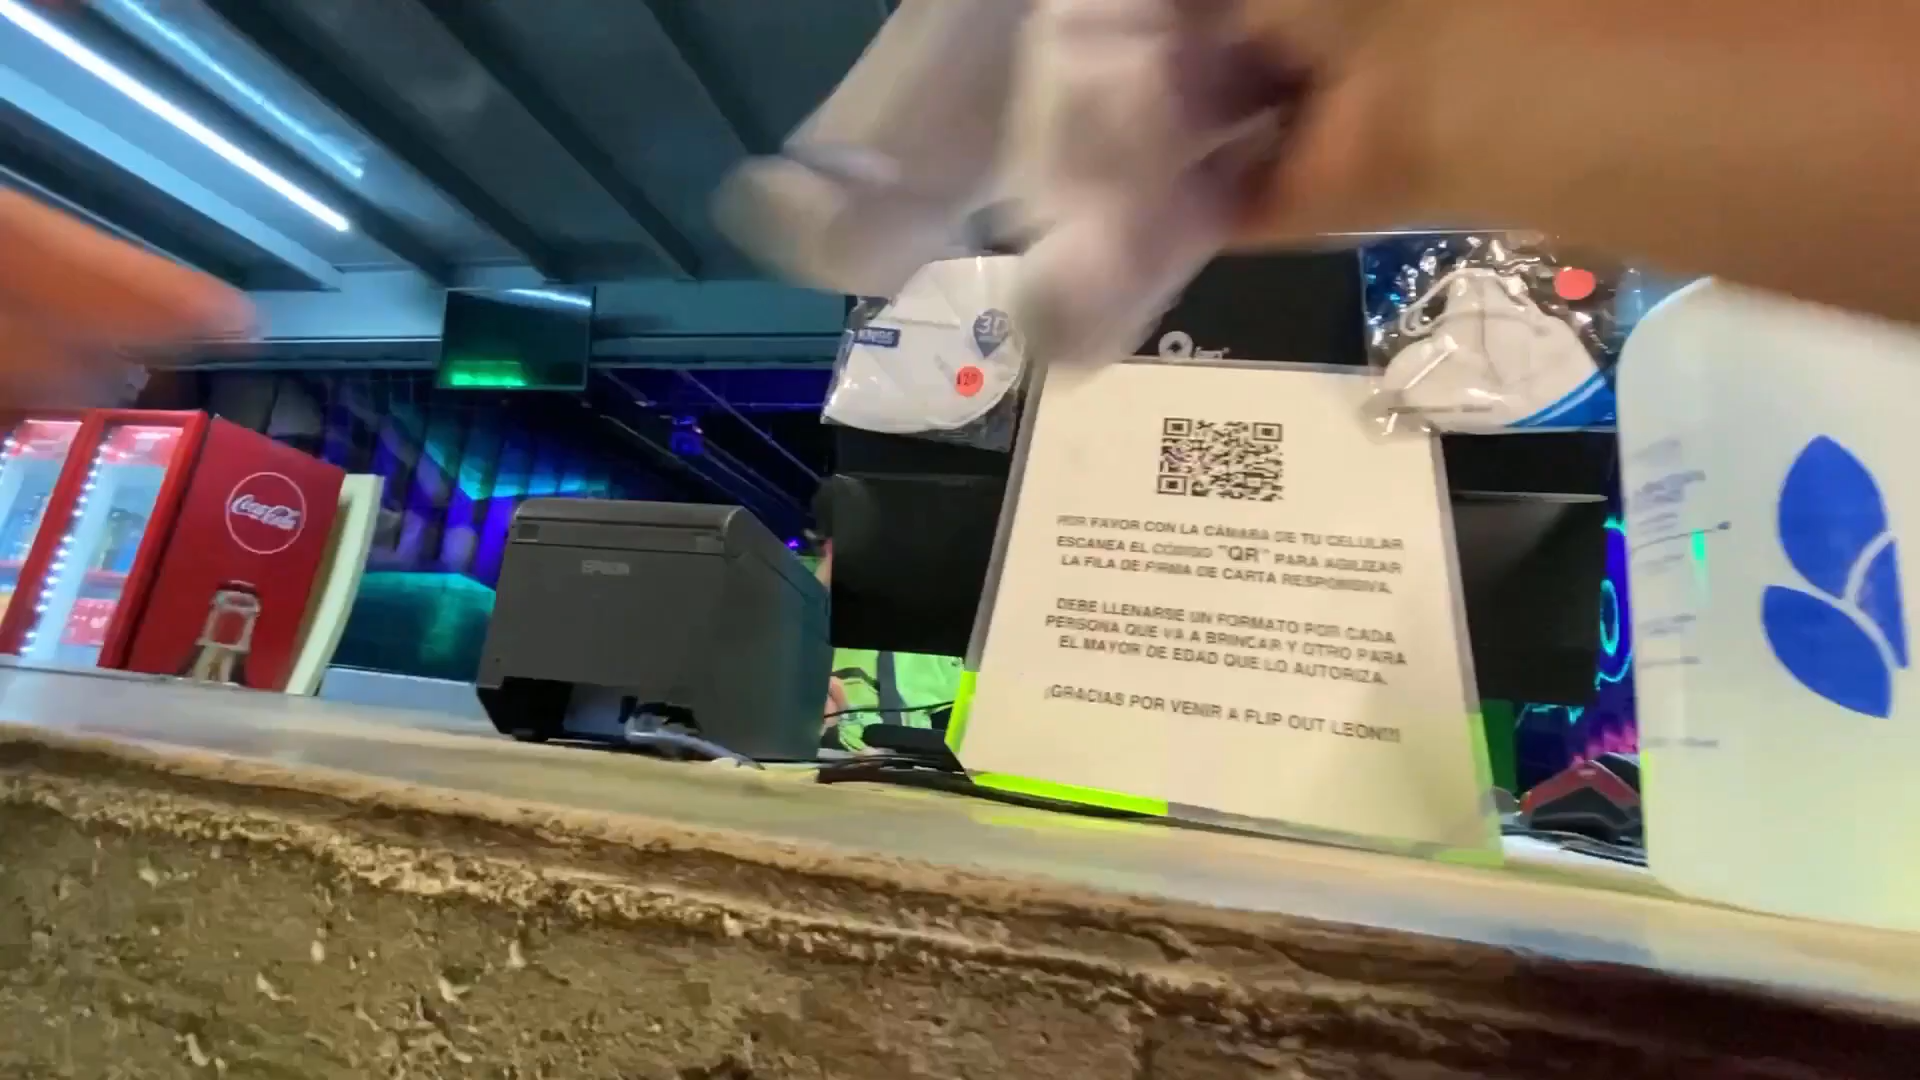 KN95
3D
$20
Coca-Cola
EPSON
POR FAVOR CON LA CÁMARA DE TU CELULAR
ESCANEA EL CÓDIGO "QR" PARA AGILIZAR
LA FILA DE FIRMA DE CARTA RESPONSIVA.
DEBE LLENARSE UN FORMATO POR CADA
PERSONA QUE VA A BRINCAR Y OTRO PARA
EL MAYOR DE EDAD QUE LO AUTORIZA.
¡GRACIAS POR VENIR A FLIP OUT LEON!!!